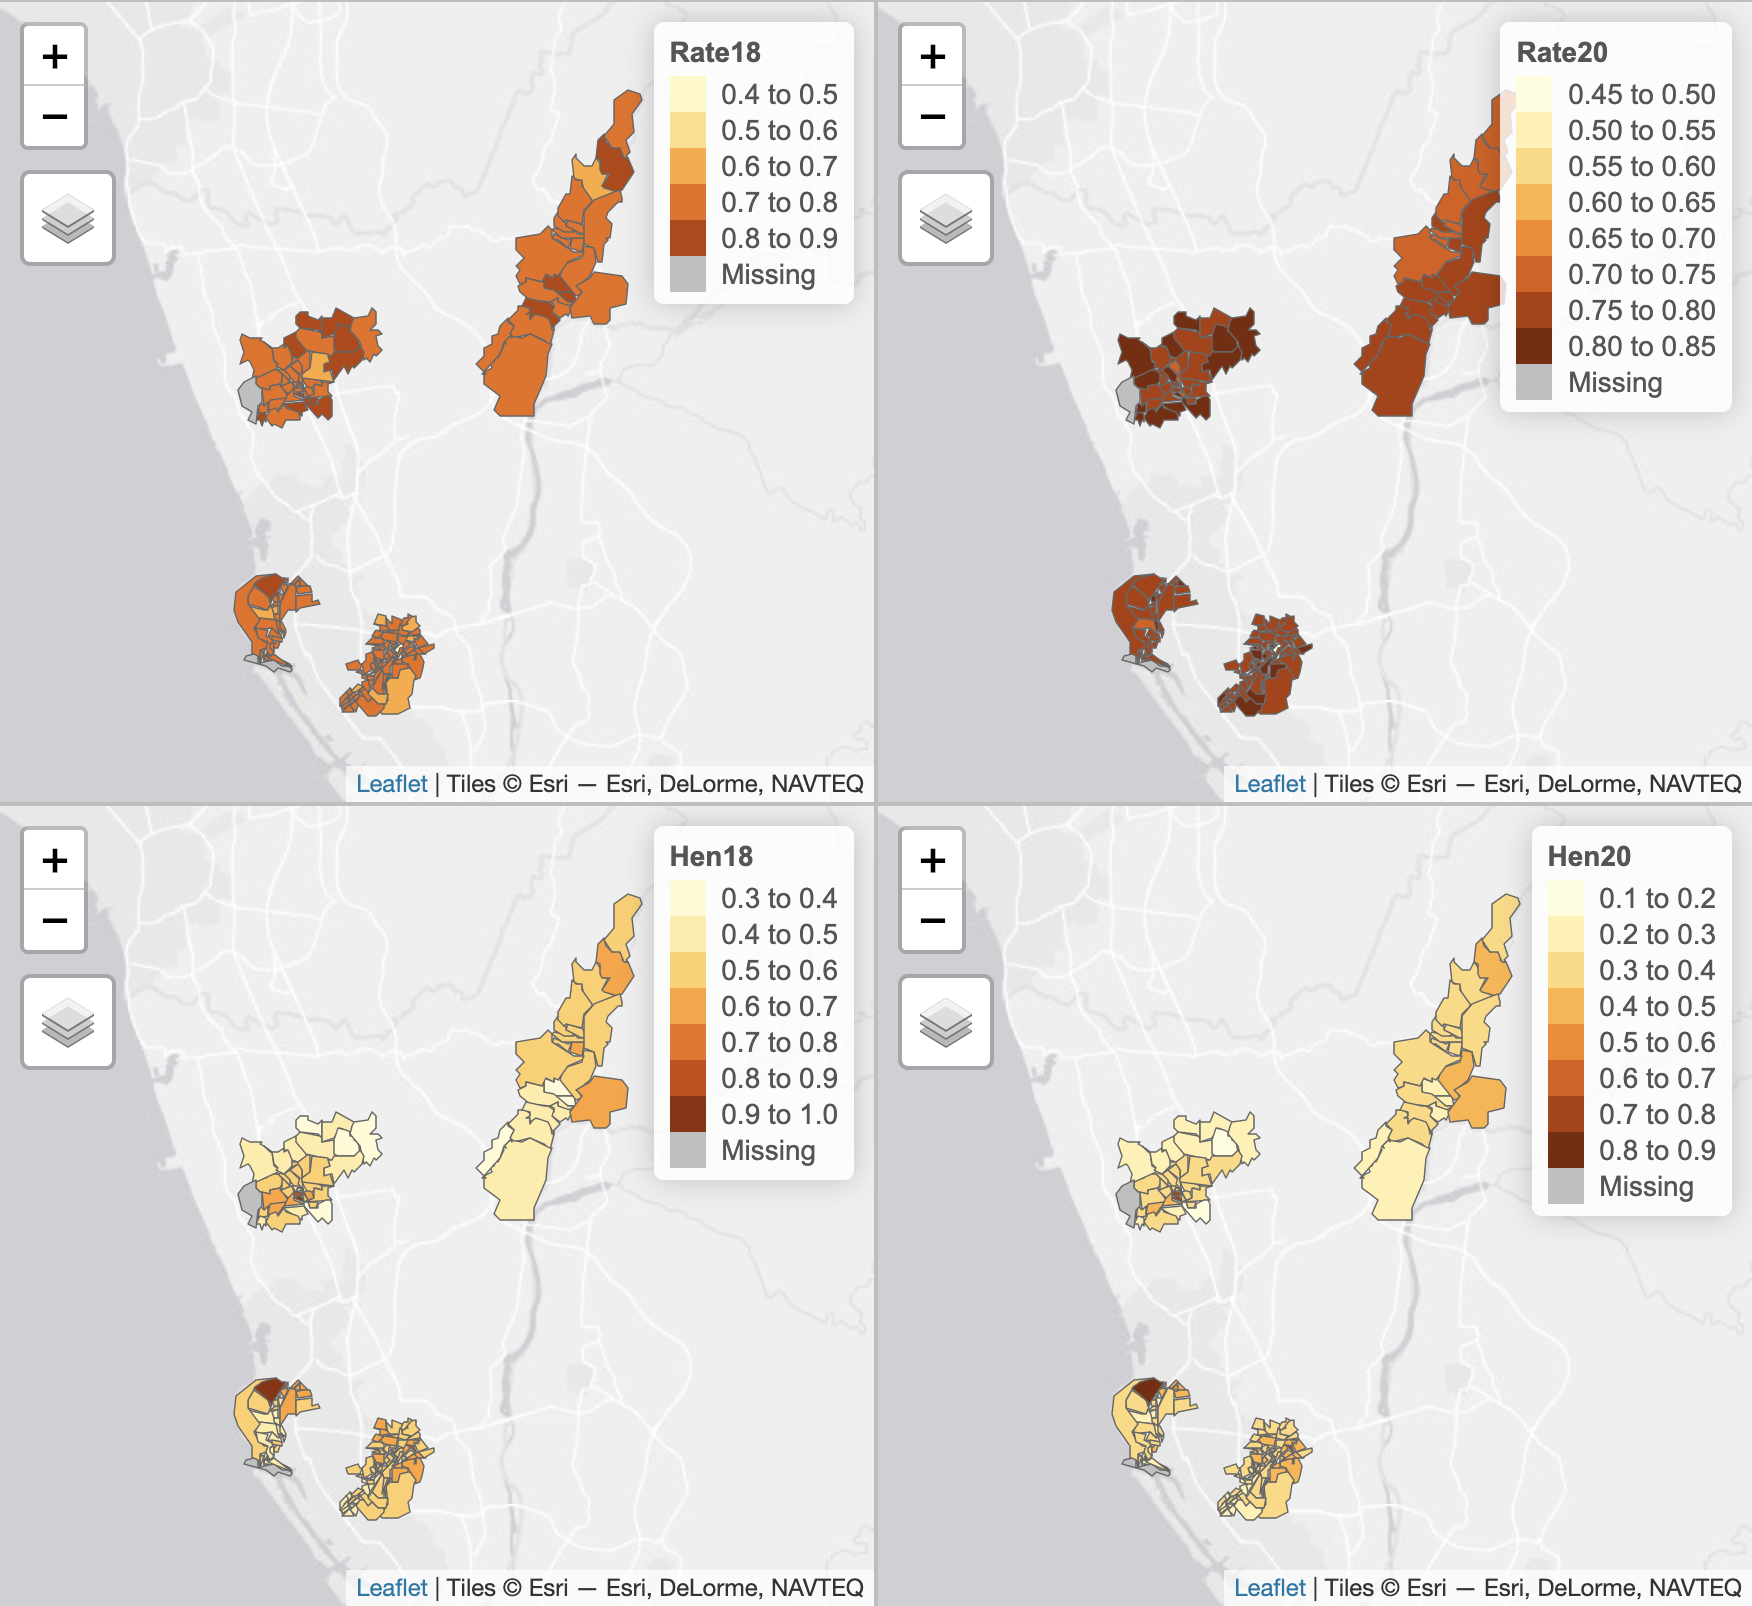 +
−
Rate18
0.4 to 0.5
0.5 to 0.6
0.6 to 0.7
0.7 to 0.8
0.8 to 0.9
Missing
Leaflet | Tiles © Esri — Esri, DeLorme, NAVTEQ
+
−
Rate20
0.45 to 0.50
0.50 to 0.55
0.55 to 0.60
0.60 to 0.65
0.65 to 0.70
0.70 to 0.75
0.75 to 0.80
0.80 to 0.85
Missing
Leaflet | Tiles © Esri — Esri, DeLorme, NAVTEQ
+
−
Hen18
0.3 to 0.4
0.4 to 0.5
0.5 to 0.6
0.6 to 0.7
0.7 to 0.8
0.8 to 0.9
0.9 to 1.0
Missing
Leaflet | Tiles © Esri — Esri, DeLorme, NAVTEQ
+
−
Hen20
0.1 to 0.2
0.2 to 0.3
0.3 to 0.4
0.4 to 0.5
0.5 to 0.6
0.6 to 0.7
0.7 to 0.8
0.8 to 0.9
Missing
Leaflet | Tiles © Esri — Esri, DeLorme, NAVTEQ